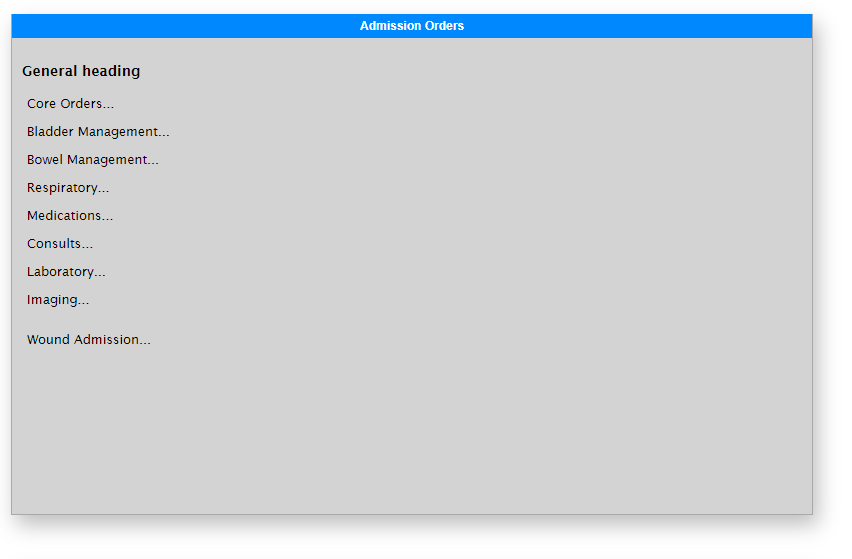 Admission Orders
General heading
Core Orders...
Bladder Management...
Bowel Management...
Respiratory...
Medications...
Consults...
Laboratory...
Imaging...
Wound Admission...